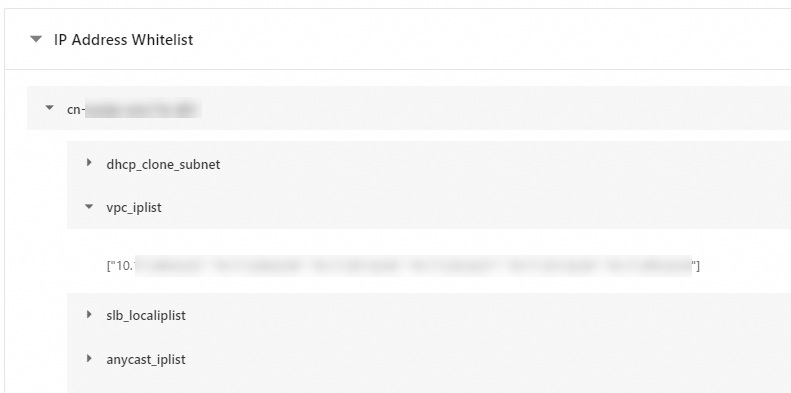 IP Address Whitelist
cn-
dhcp_clone_subnet
vpc_iplist
["10. "]
slb_localiplist
anycast_iplist